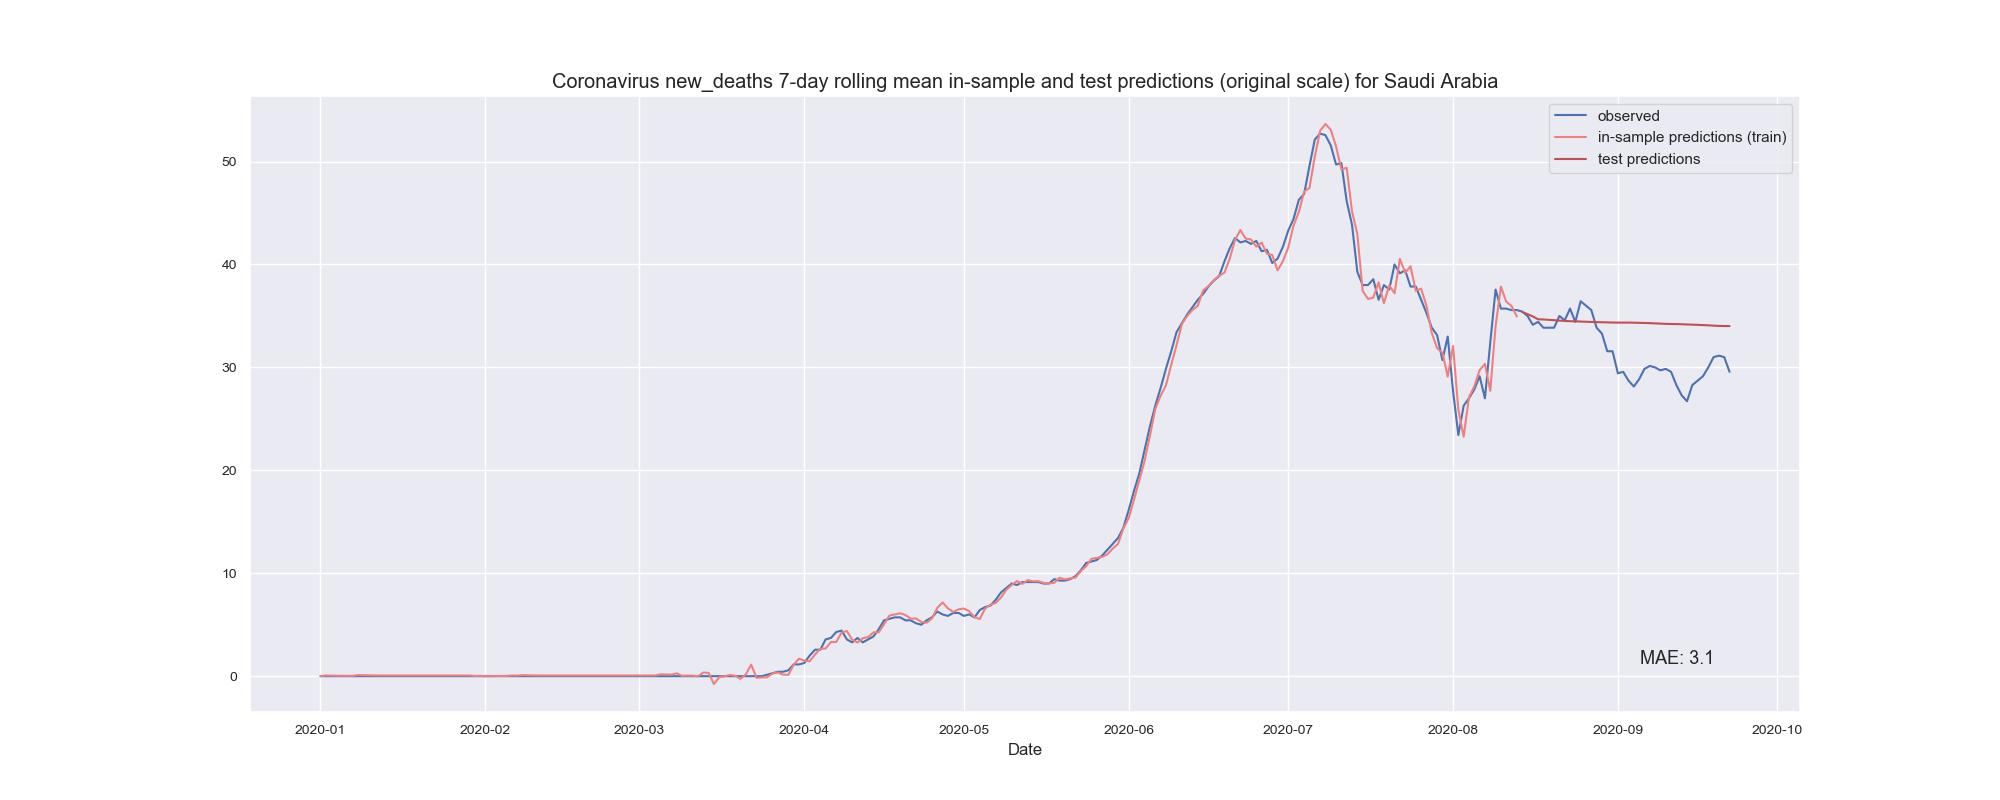 Coronavirus new_deaths 7-day rolling mean in-sample and test predictions (original scale) for Saudi Arabia
observed
in-sample predictions (train)
test predictions
50
40
30
20
10
0
MAE: 3.1
2020-01 2020-02 2020-03 2020-04 2020-05 2020-06 2020-07 2020-08 2020-09 2020-10
Date